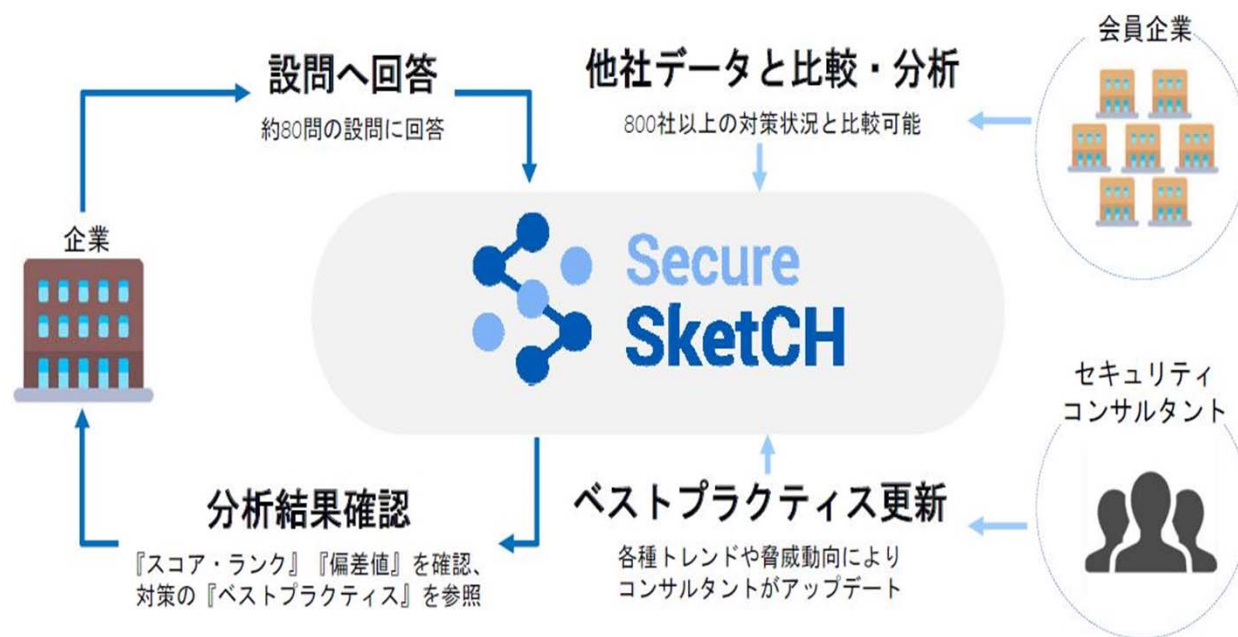 会員企業
設問へ回答
約80問の設問に回答
他社データと比較・分析
800社以上の対策状況と比較可能
企業
Secure
SketCH
セキュリティ
コンサルタント
分析結果確認
『スコア・ランク』『偏差値』を確認、
対策の『ベストプラクティス』を参照
ベストプラクティス更新
各種トレンドや脅威動向により
コンサルタントがアップデート